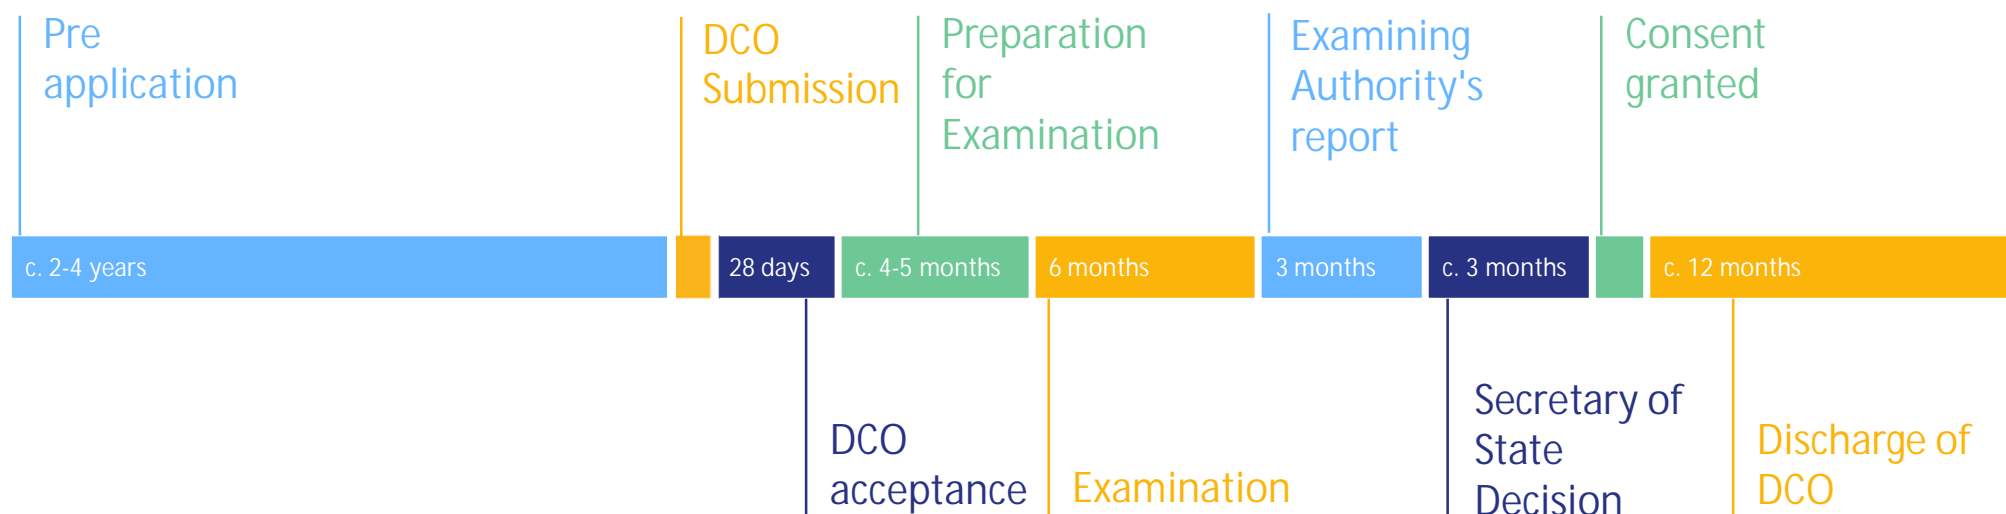 Pre
application
DCO
Submission
Preparation
for
Examination
Examining
Authority's
report
Consent
granted
c. 2-4 years
28 days
c. 4-5 months
6 months
3 months
c. 3 months
c. 12 months
DCO
acceptance
Examination
Secretary of
State
Decision
Discharge of
DCO